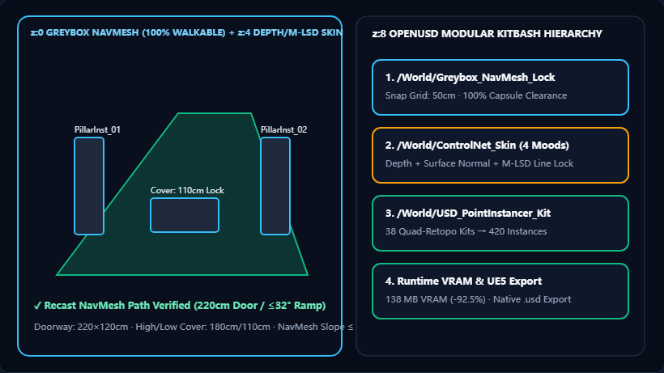 z:0 GREYBOX NAVMESH (100% WALKABLE) + z:4 DEPTH/M-LSD SKIN
PillarInst_01
PillarInst_02
Cover: 110cm Lock
✓ Recast NavMesh Path Verified (220cm Door / ≤32° Ramp)
Doorway: 220×120cm · High/Low Cover: 180cm/110cm · NavMesh Slope ≤
z:8 OPENUSD MODULAR KITBASH HIERARCHY
1. /World/Greybox_NavMesh_Lock
Snap Grid: 50cm · 100% Capsule Clearance
2. /World/ControlNet_Skin (4 Moods)
Depth + Surface Normal + M-LSD Line Lock
3. /World/USD_PointInstancer_Kit
38 Quad-Retopo Kits → 420 Instances
4. Runtime VRAM & UE5 Export
138 MB VRAM (-92.5%) · Native .usd Export